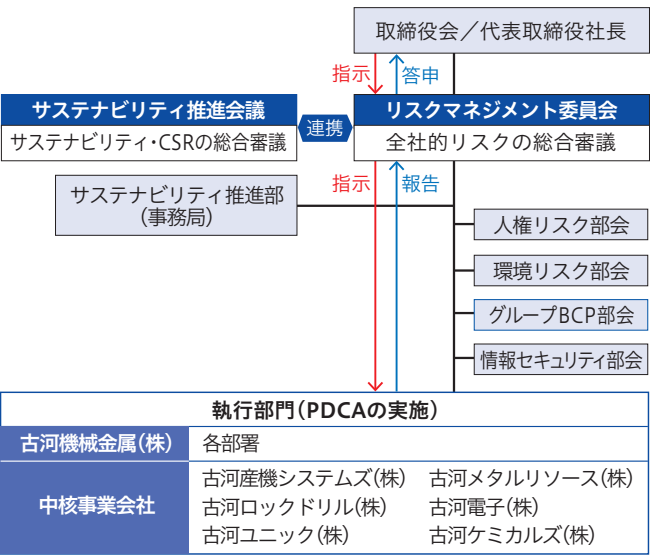 取締役会／代表取締役社長
指示
答申
サステナビリティ推進会議
サステナビリティ・CSRの総合審議
連携
リスクマネジメント委員会
全社的リスクの総合審議
指示
報告
サステナビリティ推進部
（事務局）
人権リスク部会
環境リスク部会
グループBCP部会
情報セキュリティ部会
執行部門（PDCAの実施）
古河機械金属（株）
各部署
中核事業会社
古河産機システムズ（株） 古河メタルリソース（株）
古河ロックドリル（株） 古河電子（株）
古河ユニック（株） 古河ケミカルズ（株）